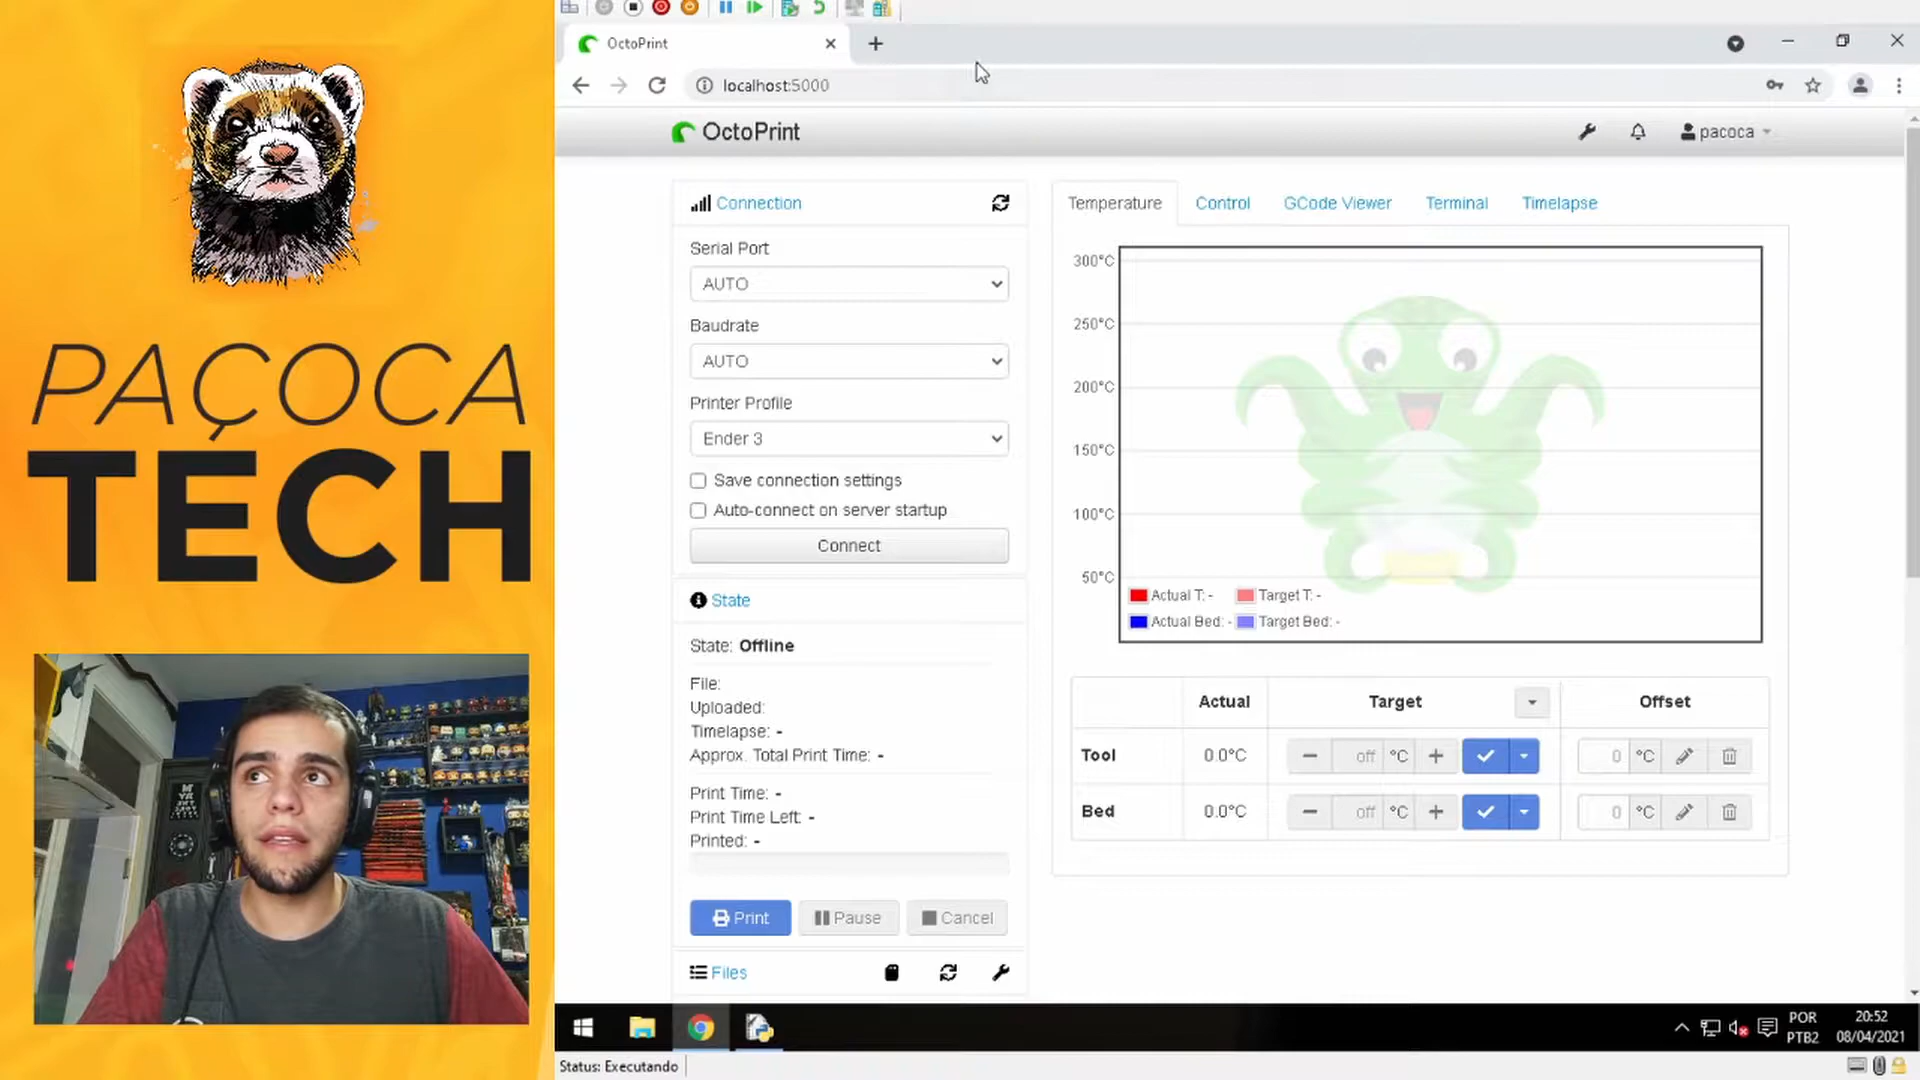 PAÇOCA
TECH
OctoPrint
localhost:5000
OctoPrint
pacoca
Connection
Serial Port
AUTO
Baudrate
AUTO
Printer Profile
Ender 3
Save connection settings
Auto-connect on server startup
Connect
State
State: Offline
File:
Uploaded:
Timelapse: -
Approx. Total Print Time: -
Print Time: -
Print Time Left: -
Printed: -
Print Pause Cancel
Files
Temperature Control GCode Viewer Terminal Timelapse
300°C
250°C
200°C
150°C
100°C
50°C
Actual T: - Target T: -
Actual Bed: - Target Bed: -
Actual Target Offset
Tool 0.0°C off °C 0 °C
Bed 0.0°C off °C 0 °C
POR
PTB2
20:52
08/04/2021
Status: Executando